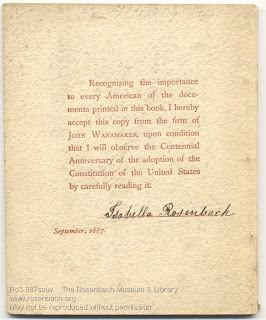 Recognizing the importance
to every American of the docu-
ments printed in this book, I hereby
accept this copy from the firm of
JOHN WANAMAKER, upon condition
that I will observe the Centennial
Anniversary of the adoption of the
Constitution of the United States
by carefully reading it.
Isabella Rosenbach
September, 1887.
Ro3 887souv The Rosenbach Museum & Library
www.rosenbach.org
May not be reproduced without permission